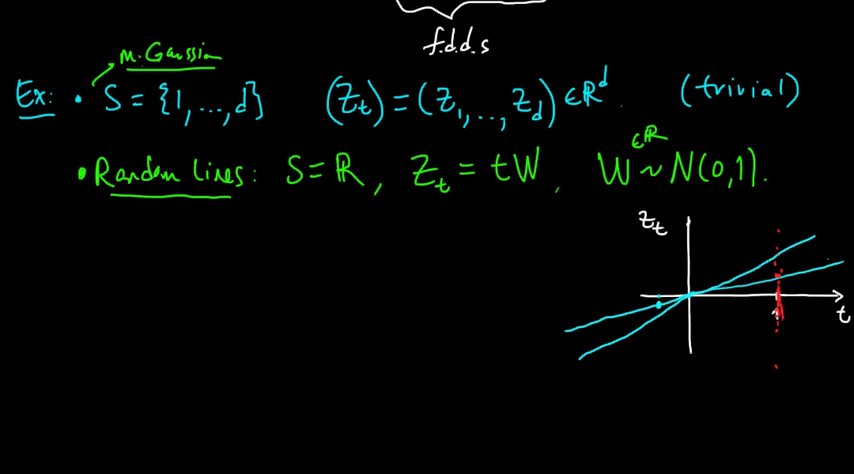 f.d.d.s
m. Gaussian
Ex: • S = {1, ..., d} (Z_t) = (Z_1, ..., Z_d) ∈ ℝ^d. (trivial)
• Random Lines: S = ℝ, Z_t = tW, W ∼ N(0,1).
∈ℝ
Z_t
1
t